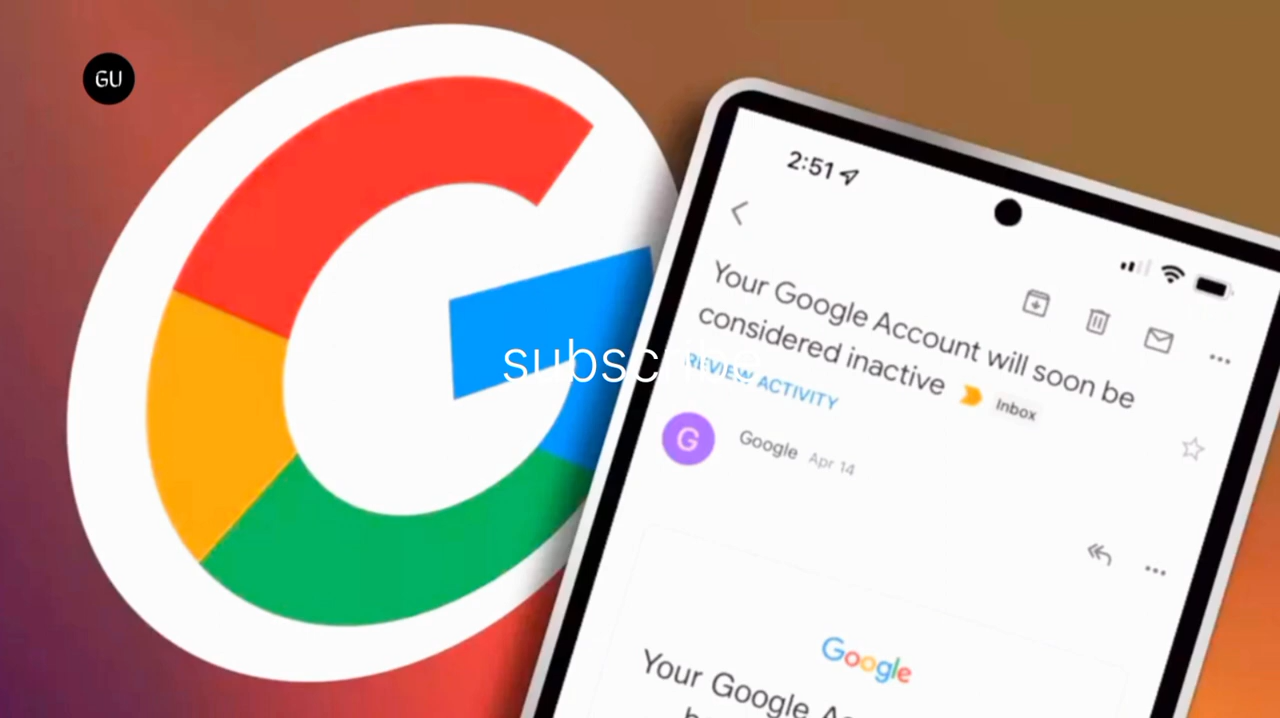 GU
2:51
Your Google Account will soon be
considered inactive
Inbox
subscribe
REVIEW ACTIVITY
G
Google Apr 14
Google
Your Google